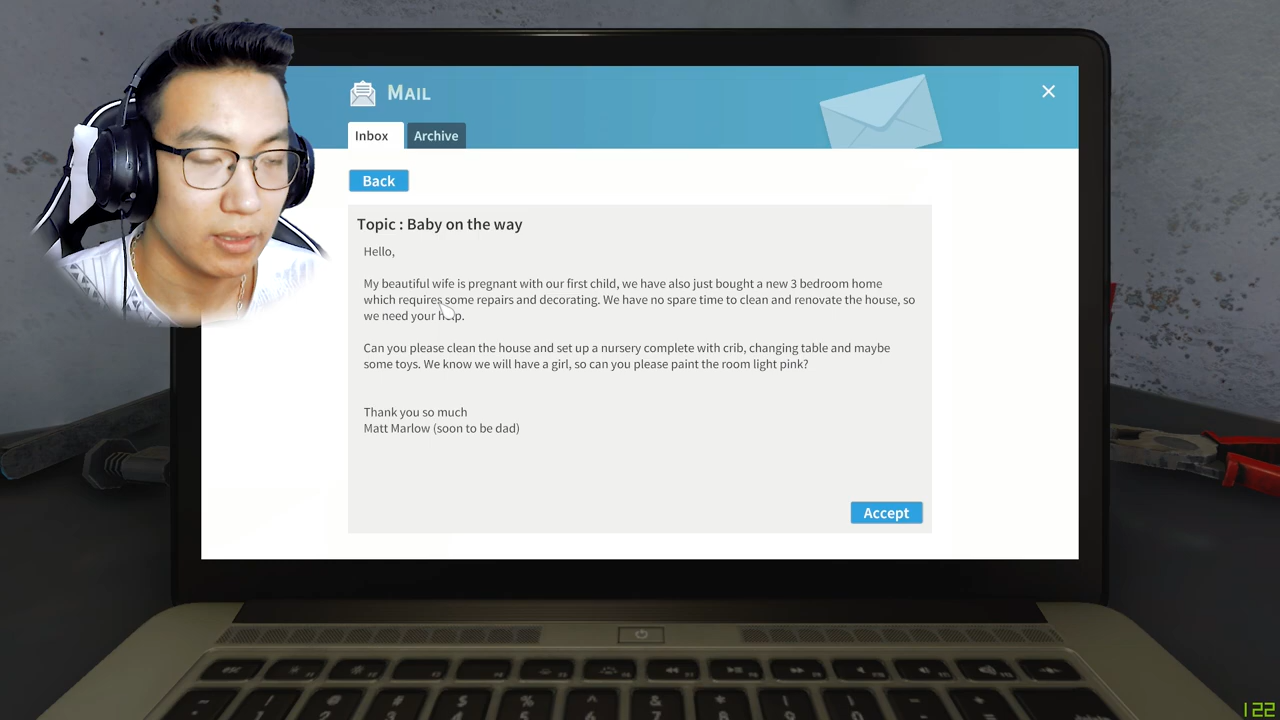 MAIL
Inbox
Archive
Back
Topic : Baby on the way
Hello,
My beautiful wife is pregnant with our first child, we have also just bought a new 3 bedroom home
which requires some repairs and decorating. We have no spare time to clean and renovate the house, so
we need your help.
Can you please clean the house and set up a nursery complete with crib, changing table and maybe
some toys. We know we will have a girl, so can you please paint the room light pink?
Thank you so much
Matt Marlow (soon to be dad)
Accept
122